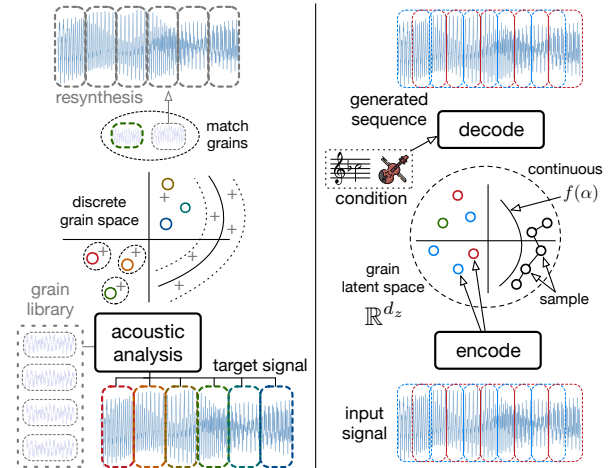 resynthesis
match
grains
discrete
grain space
grain
library
acoustic
analysis
target signal
generated
sequence
decode
condition
continuous
f(α)
grain
latent space
ℝ^{d_z}
sample
encode
input
signal